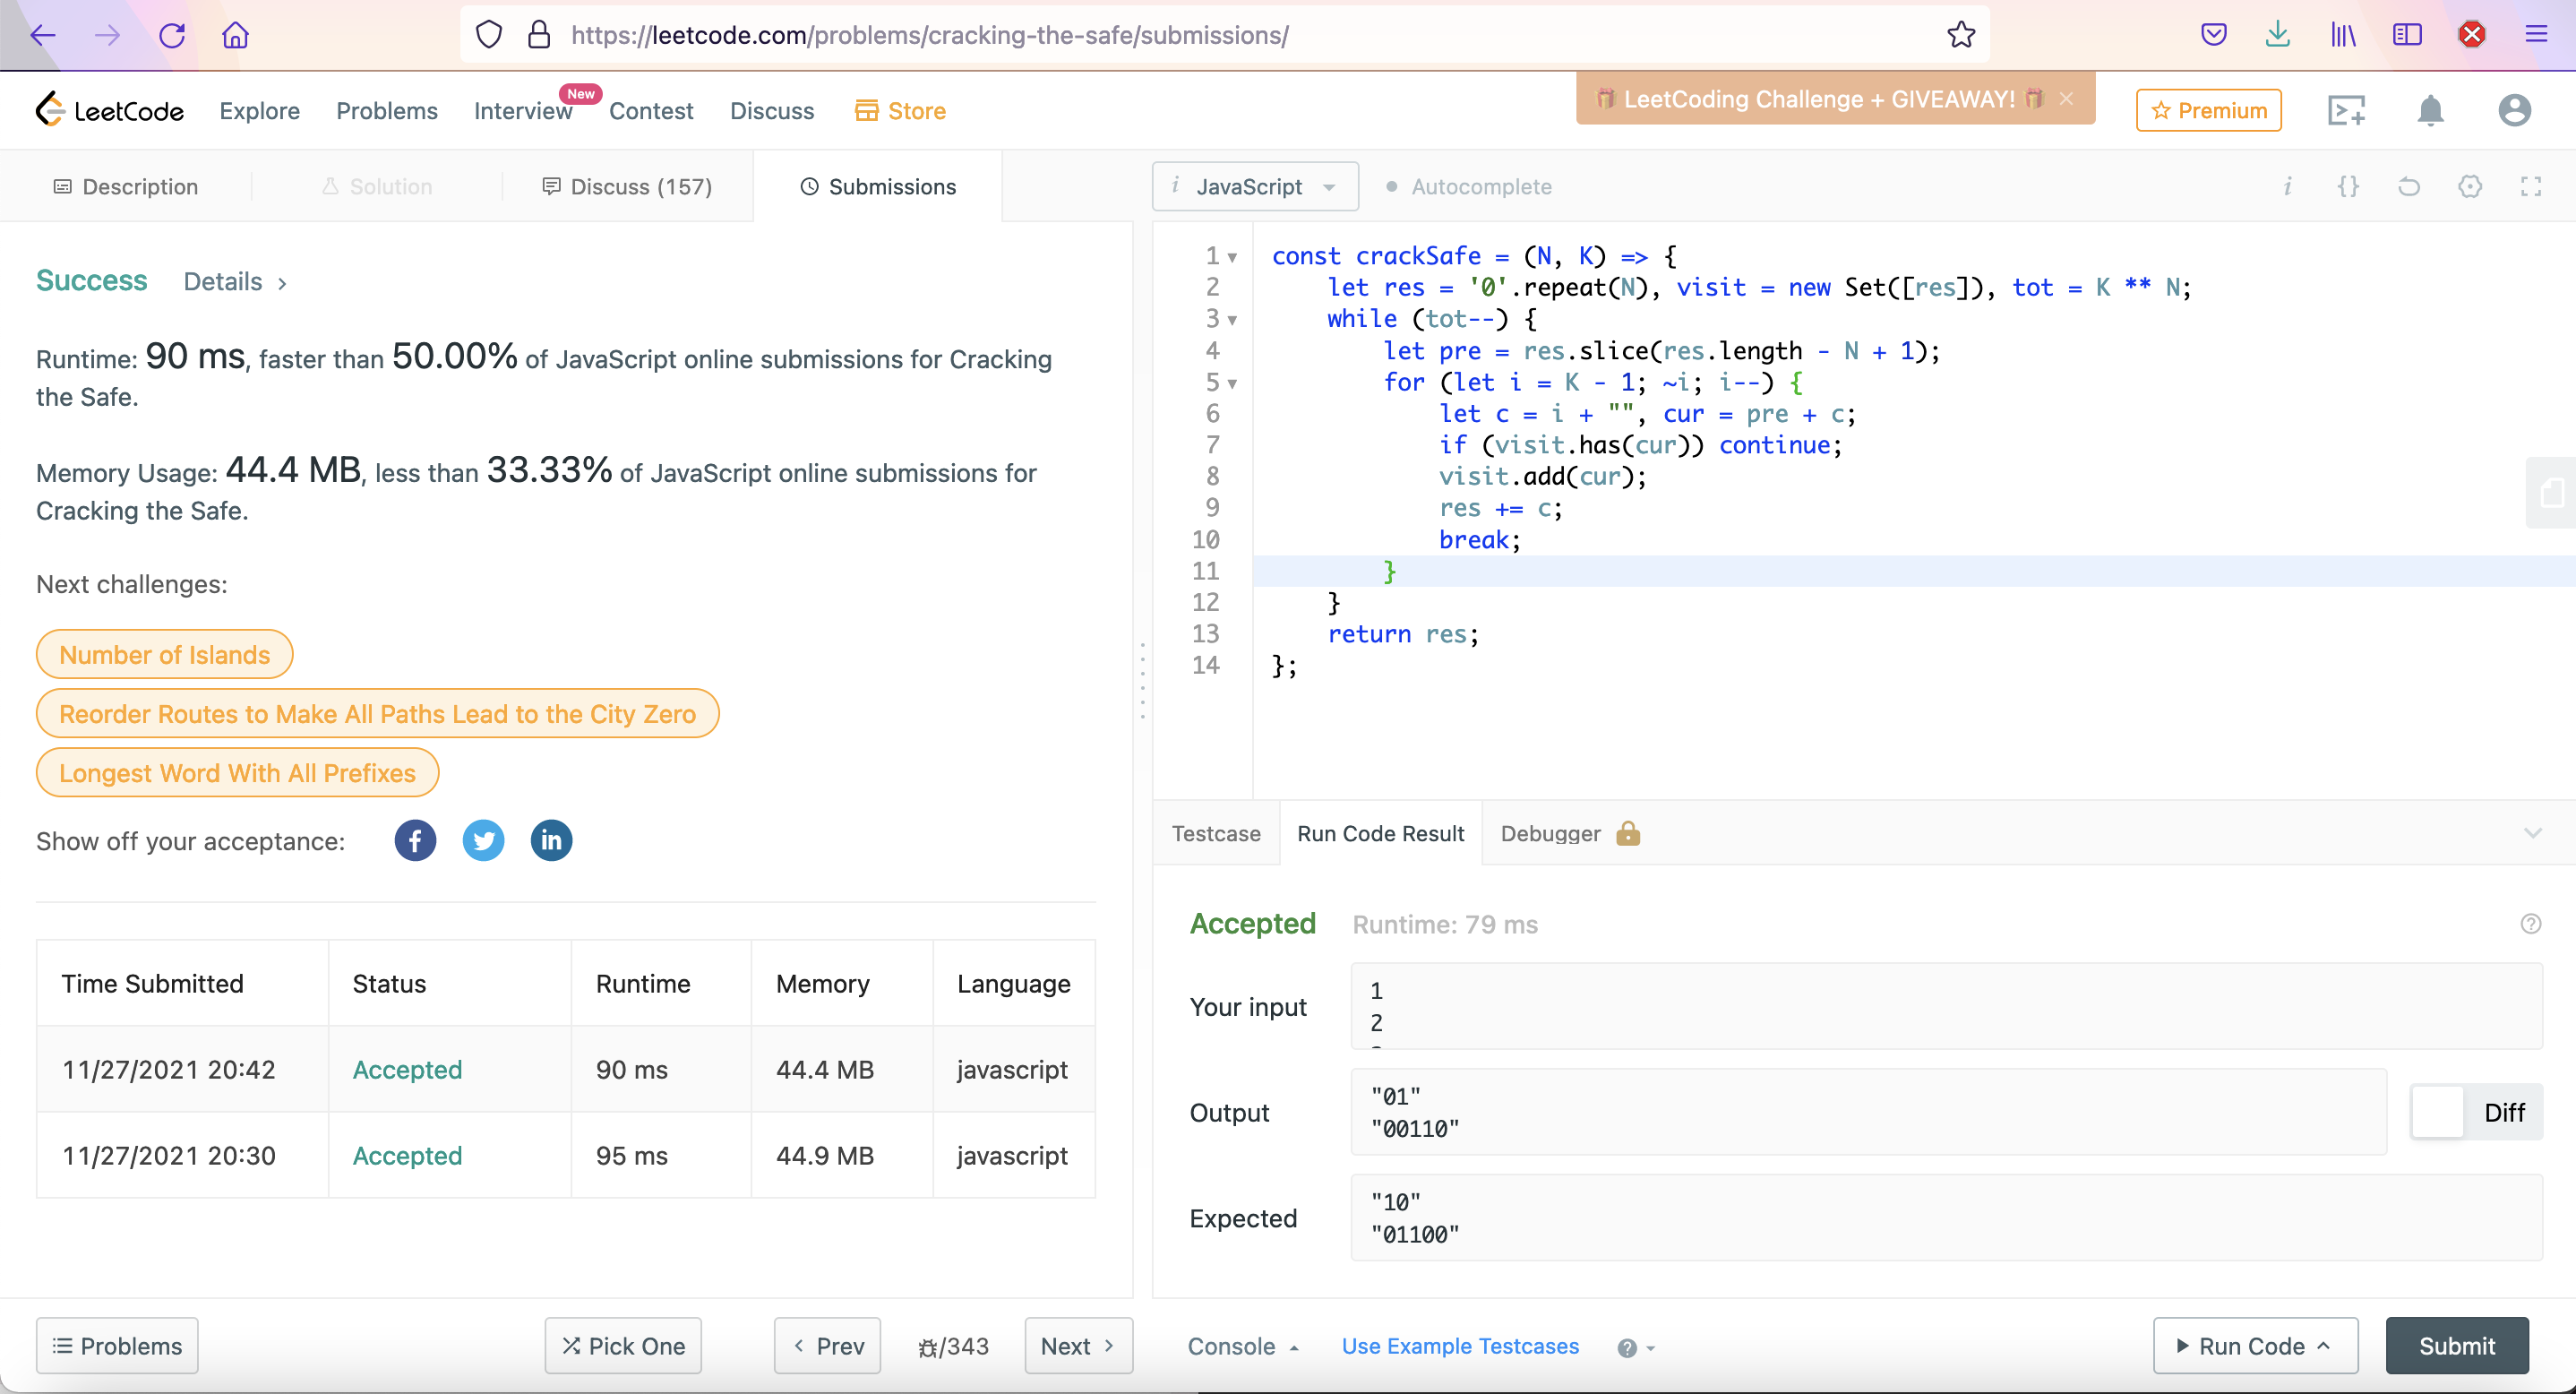 https://leetcode.com/problems/cracking-the-safe/submissions/
LeetCode
Explore
Problems
Interview
New
Contest
Discuss
Store
LeetCoding Challenge + GIVEAWAY!
Premium
Description
Solution
Discuss (157)
Submissions
i JavaScript
Autocomplete
Success
Details
Runtime: 90 ms, faster than 50.00% of JavaScript online submissions for Cracking
the Safe.
Memory Usage: 44.4 MB, less than 33.33% of JavaScript online submissions for
Cracking the Safe.
Next challenges:
Number of Islands
Reorder Routes to Make All Paths Lead to the City Zero
Longest Word With All Prefixes
Show off your acceptance:
Time Submitted Status Runtime Memory Language
11/27/2021 20:42 Accepted 90 ms 44.4 MB javascript
11/27/2021 20:30 Accepted 95 ms 44.9 MB javascript
Problems
Pick One
Prev
/343
Next
1 const crackSafe = (N, K) => {
2 let res = '0'.repeat(N), visit = new Set([res]), tot = K ** N;
3 while (tot--) {
4 let pre = res.slice(res.length - N + 1);
5 for (let i = K - 1; ~i; i--) {
6 let c = i + "", cur = pre + c;
7 if (visit.has(cur)) continue;
8 visit.add(cur);
9 res += c;
10 break;
11 }
12 }
13 return res;
14 };
Testcase
Run Code Result
Debugger
Accepted
Runtime: 79 ms
Your input
1
2
Output
"01"
"00110"
Diff
Expected
"10"
"01100"
Console
Use Example Testcases
Run Code
Submit